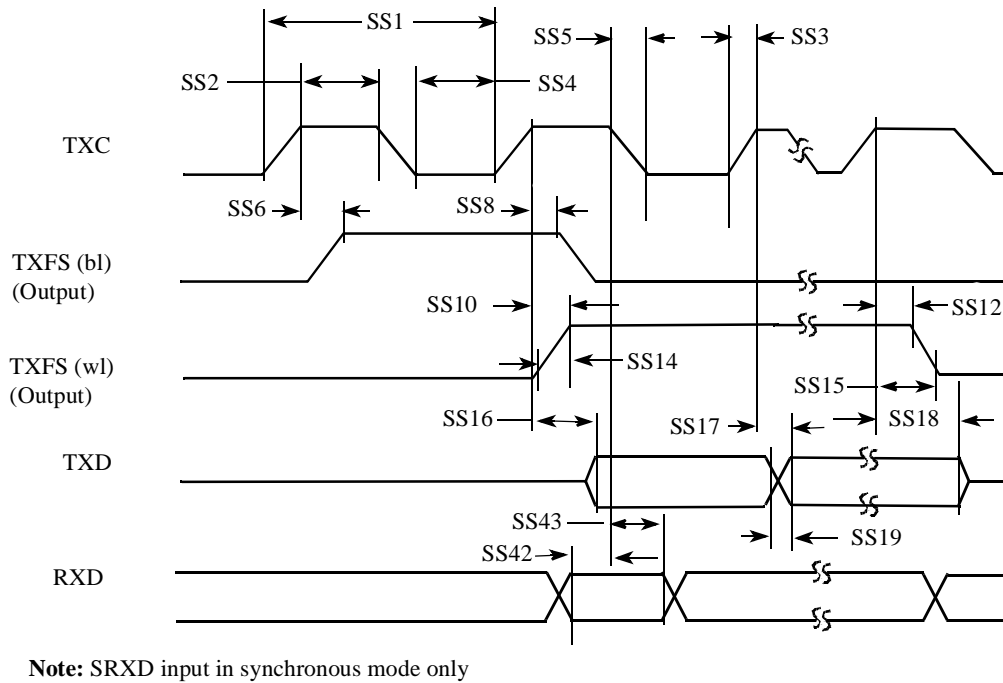 SS1
SS5
SS3
SS2
SS4
TXC
SS6
SS8
TXFS (bl)
(Output)
SS10
SS12
TXFS (wl)
(Output)
SS14
SS15
SS16
SS17
SS18
TXD
SS43
SS19
SS42
RXD
Note: SRXD input in synchronous mode only